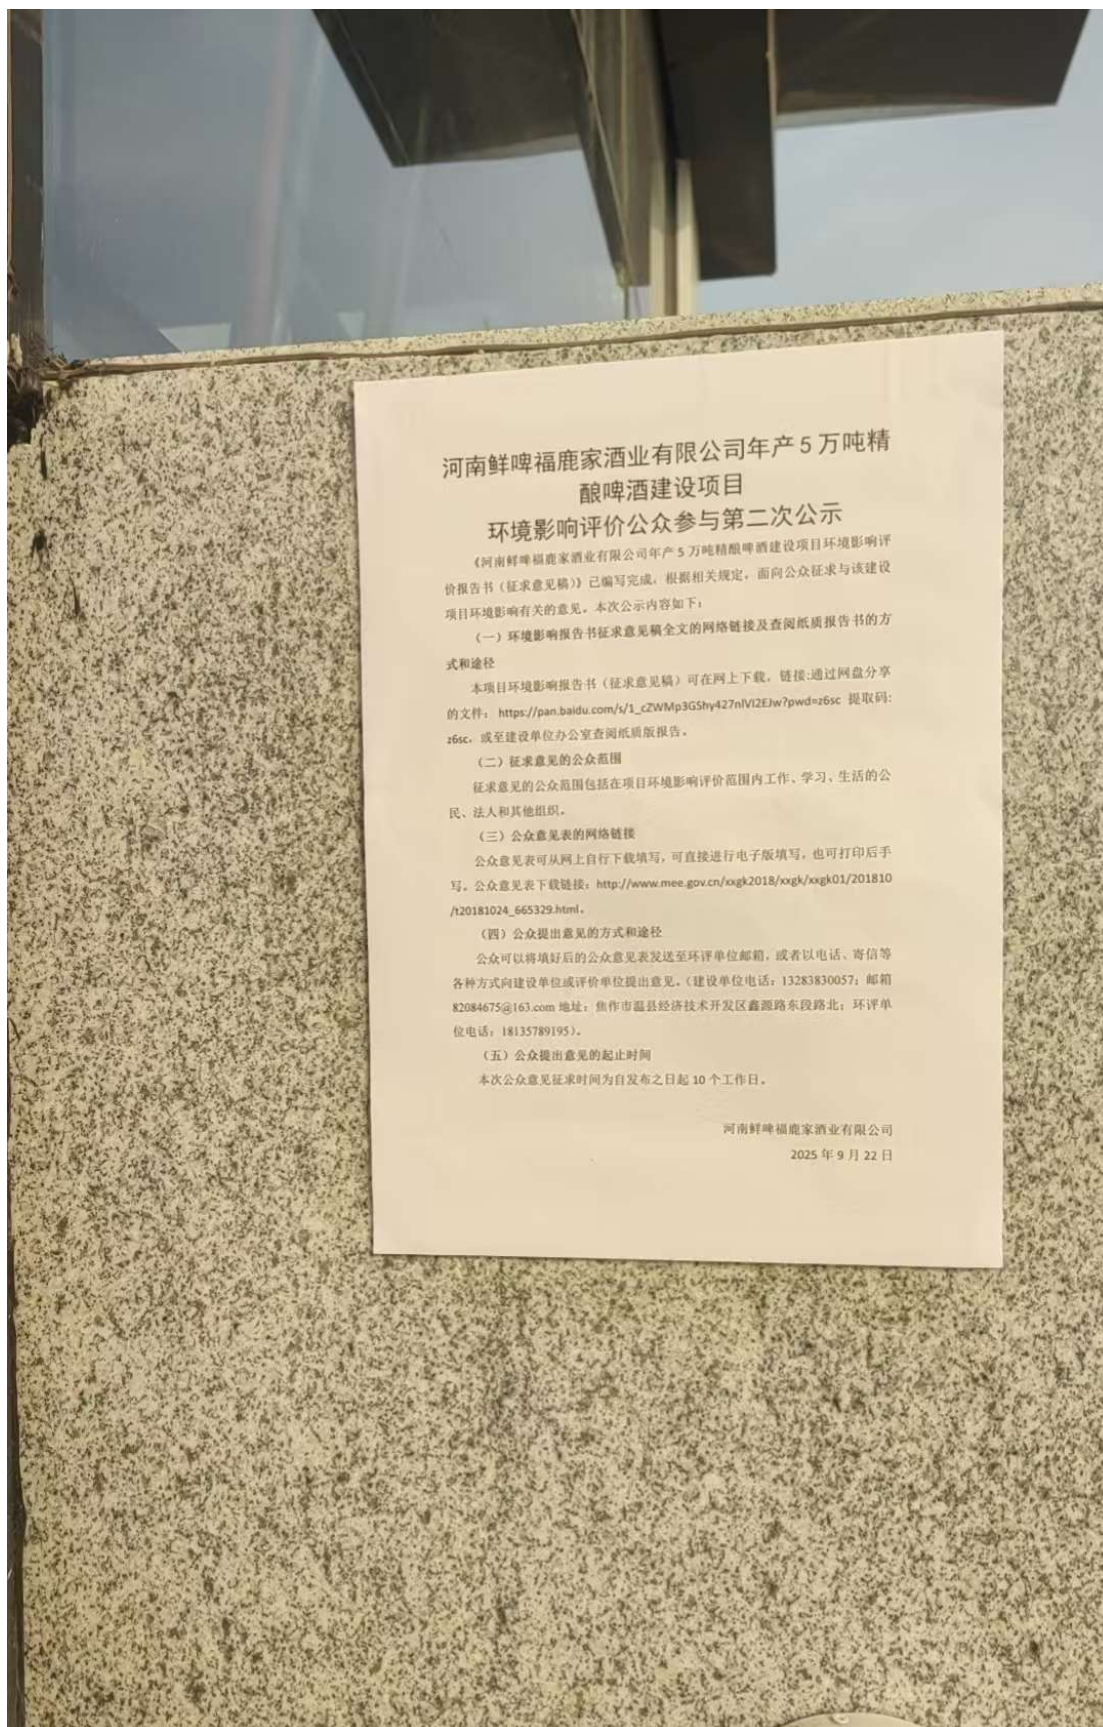 河南鲜啤福鹿家酒业有限公司年产 5 万吨精
酿啤酒建设项目
环境影响评价公众参与第二次公示
《河南鲜啤福鹿家酒业有限公司年产 5 万吨精酿啤酒建设项目环境影响评
价报告书（征求意见稿）》已编写完成，根据相关规定，面向公众征求与该建设
项目环境影响有关的意见。本次公示内容如下：
（一）环境影响报告书征求意见稿全文的网络链接及查阅纸质报告书的方
式和途径
本项目环境影响报告书（征求意见稿）可在网上下载，链接:通过网盘分享
的文件：https://pan.baidu.com/s/1_cZWMp3GShy427nlVI2EJw?pwd=z6sc 提取码:
z6sc，或至建设单位办公室查阅纸质版报告。
（二）征求意见的公众范围
征求意见的公众范围包括在项目环境影响评价范围内工作、学习、生活的公
民、法人和其他组织。
（三）公众意见表的网络链接
公众意见表可从网上自行下载填写，可直接进行电子版填写，也可打印后手
写。公众意见表下载链接：http://www.mee.gov.cn/xxgk2018/xxgk/xxgk01/201810
/t20181024_665329.html。
（四）公众提出意见的方式和途径
公众可以将填好后的公众意见表发送至环评单位邮箱，或者以电话、寄信等
各种方式向建设单位或评价单位提出意见。（建设单位电话：13283830057；邮箱
82084675@163.com 地址：焦作市温县经济技术开发区鑫源路东段路北；环评单
位电话：18135789195）。
（五）公众提出意见的起止时间
本次公众意见征求时间为自发布之日起 10 个工作日。
河南鲜啤福鹿家酒业有限公司
2025 年 9 月 22 日